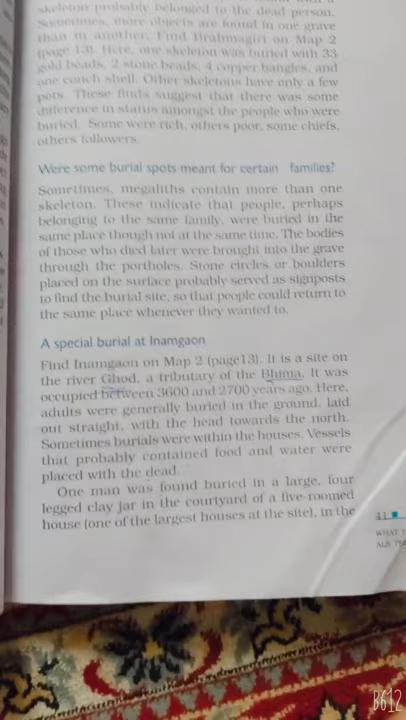 skeleton probably belonged to the dead person.
Sometimes, more objects are found in one grave
than in another. Find Brahmagiri on Map 2
(page 13). Here, one skeleton was buried with 33
gold beads, 2 stone beads, 4 copper bangles, and
one conch shell. Other skeletons have only a few
pots. These finds suggest that there was some
difference in status amongst the people who were
buried. Some were rich, others poor, some chiefs,
others followers.
Were some burial spots meant for certain families?
Sometimes, megaliths contain more than one
skeleton. These indicate that people, perhaps
belonging to the same family, were buried in the
same place though not at the same time. The bodies
of those who died later were brought into the grave
through the portholes. Stone circles or boulders
placed on the surface probably served as signposts
to find the burial site, so that people could return to
the same place whenever they wanted to.
A special burial at Inamgaon
Find Inamgaon on Map 2 (page13). It is a site on
the river Ghod, a tributary of the Bhima. It was
occupied between 3600 and 2700 years ago. Here,
adults were generally buried in the ground, laid
out straight, with the head towards the north.
Sometimes burials were within the houses. Vessels
that probably contained food and water were
placed with the dead.
One man was found buried in a large, four
legged clay jar in the courtyard of a five-roomed
house (one of the largest houses at the site), in the
41
WHAT
B612